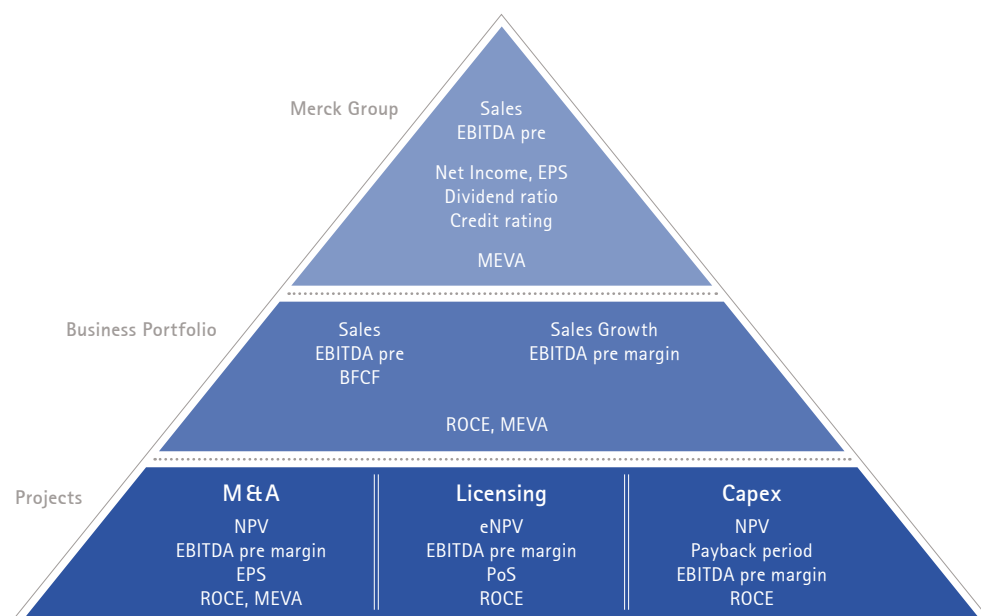 Merck Group
Sales
EBITDA pre
Net Income, EPS
Dividend ratio
Credit rating
MEVA
Business Portfolio
Sales
EBITDA pre
BFCF
Sales Growth
EBITDA pre margin
ROCE, MEVA
Projects
M & A
NPV
EBITDA pre margin
EPS
ROCE, MEVA
Licensing
eNPV
EBITDA pre margin
PoS
ROCE
Capex
NPV
Payback period
EBITDA pre margin
ROCE